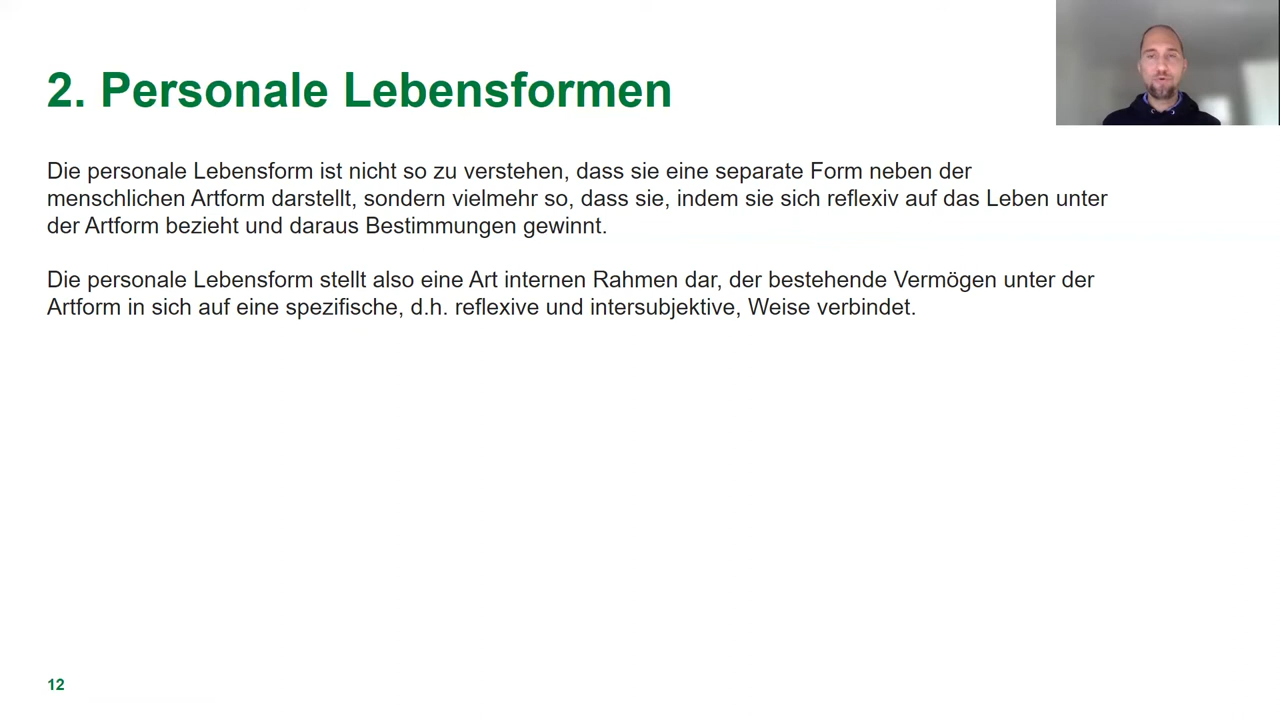 2. Personale Lebensformen
Die personale Lebensform ist nicht so zu verstehen, dass sie eine separate Form neben der
menschlichen Artform darstellt, sondern vielmehr so, dass sie, indem sie sich reflexiv auf das Leben unter
der Artform bezieht und daraus Bestimmungen gewinnt.
Die personale Lebensform stellt also eine Art internen Rahmen dar, der bestehende Vermögen unter der
Artform in sich auf eine spezifische, d.h. reflexive und intersubjektive, Weise verbindet.
12